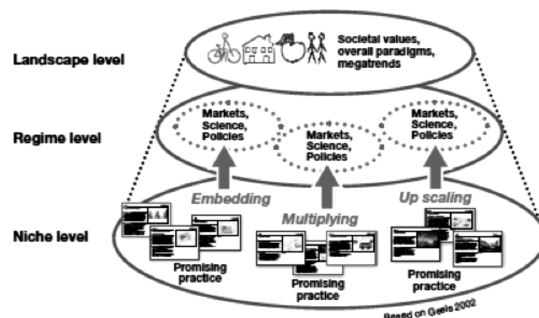 Landscape level
Societal values,
overall paradigms,
megatrends
Regime level
Markets,
Science,
Policies
Markets,
Science,
Policies
Markets,
Science,
Policies
Embedding
Multiplying
Up scaling
Niche level
Promising
practice
Promising
practice
Promising
practice
Based on Geels 2002